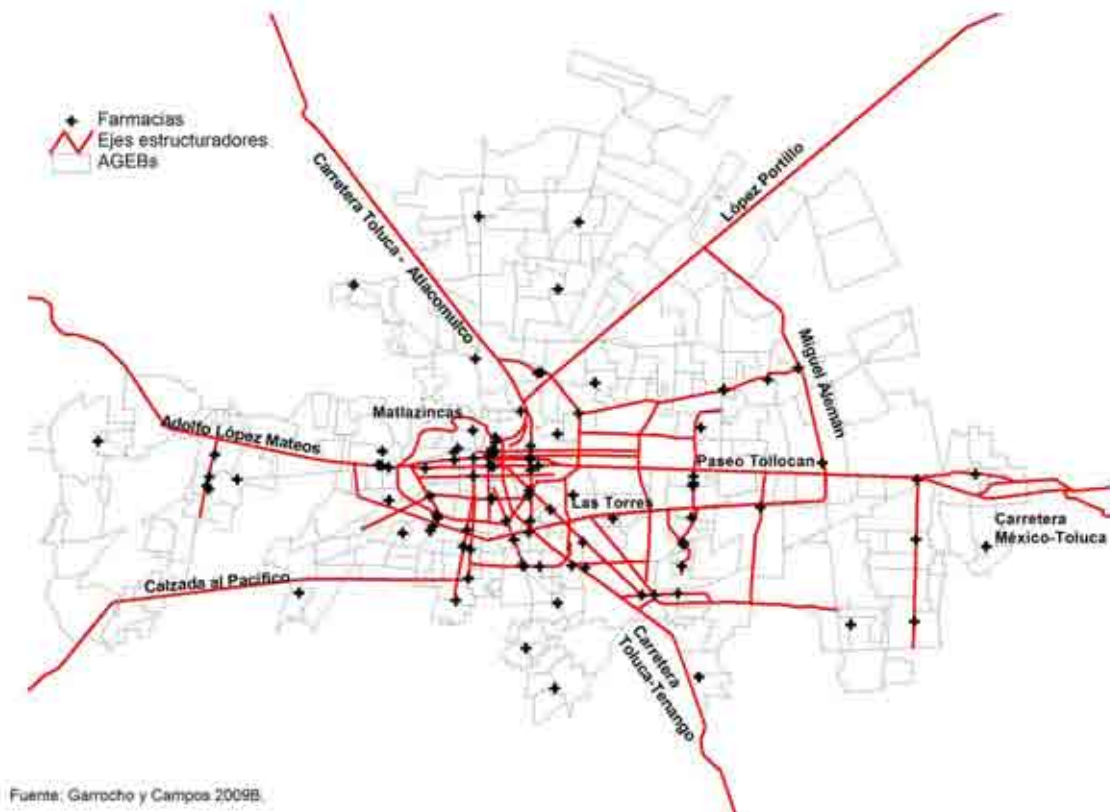 Farmacias
Ejes estructuradores
AGEBs
Carretera Toluca - Atlacomulco
López Portillo
Miguel Alemán
Matlazincas
Adolfo López Mateos
Paseo Tollocan
Las Torres
Carretera
México-Toluca
Calzada al Pacífico
Carretera
Toluca-Tenango
Fuente: Garrocho y Campos 2009B.